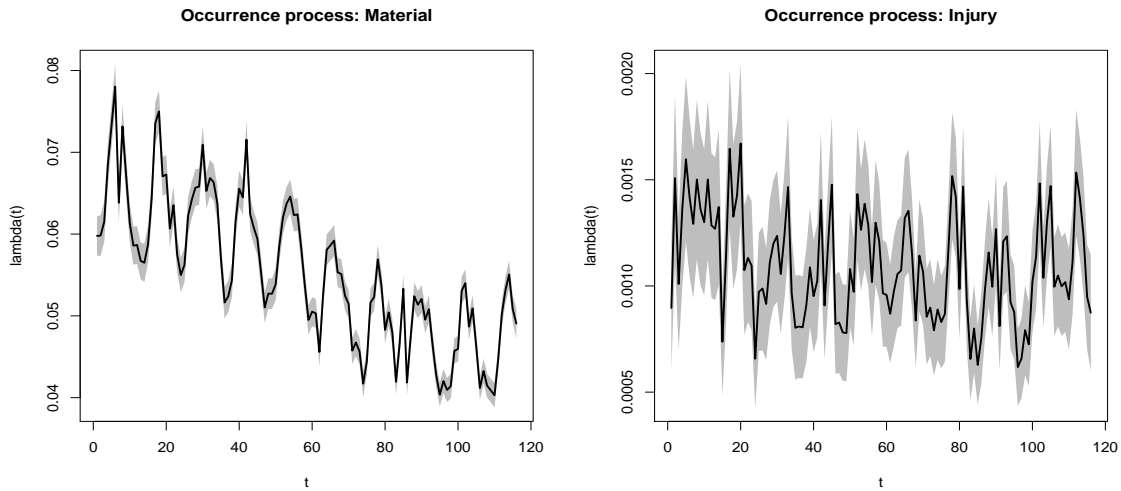 Occurrence process: Material
lambda(t)
0.08
0.07
0.06
0.05
0.04
0 20 40 60 80 100 120
t
Occurrence process: Injury
lambda(t)
0.0020
0.0015
0.0010
0.0005
0 20 40 60 80 100 120
t